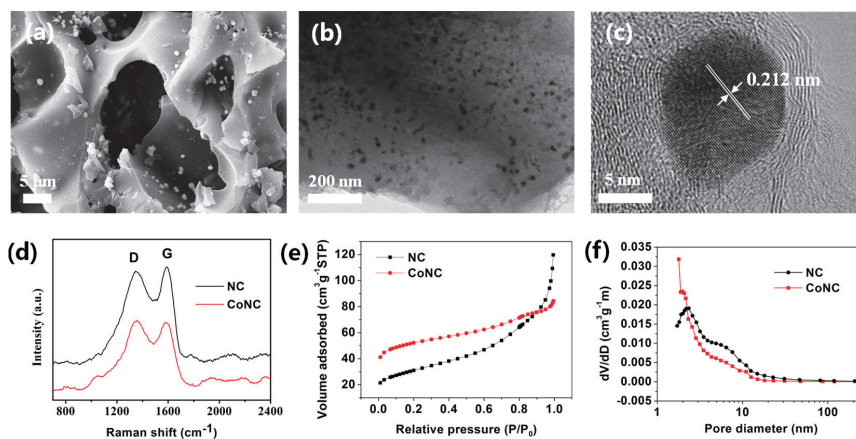 (a)
5 μm
(b)
200 nm
(c)
0.212 nm
5 nm
(d)
D
G
NC
CoNC
Intensity (a.u.)
800
1200
1600
2000
2400
Raman shift (cm-1)
(e)
NC
CoNC
Volume adsorbed (cm³g-1STP)
120
100
80
60
40
20
0.0
0.2
0.4
0.6
0.8
1.0
Relative pressure (P/P0)
(f)
NC
CoNC
dV/dD (cm³g-1m)
0.035
0.030
0.025
0.020
0.015
0.010
0.005
0.000
-0.005
1
10
100
Pore diameter (nm)